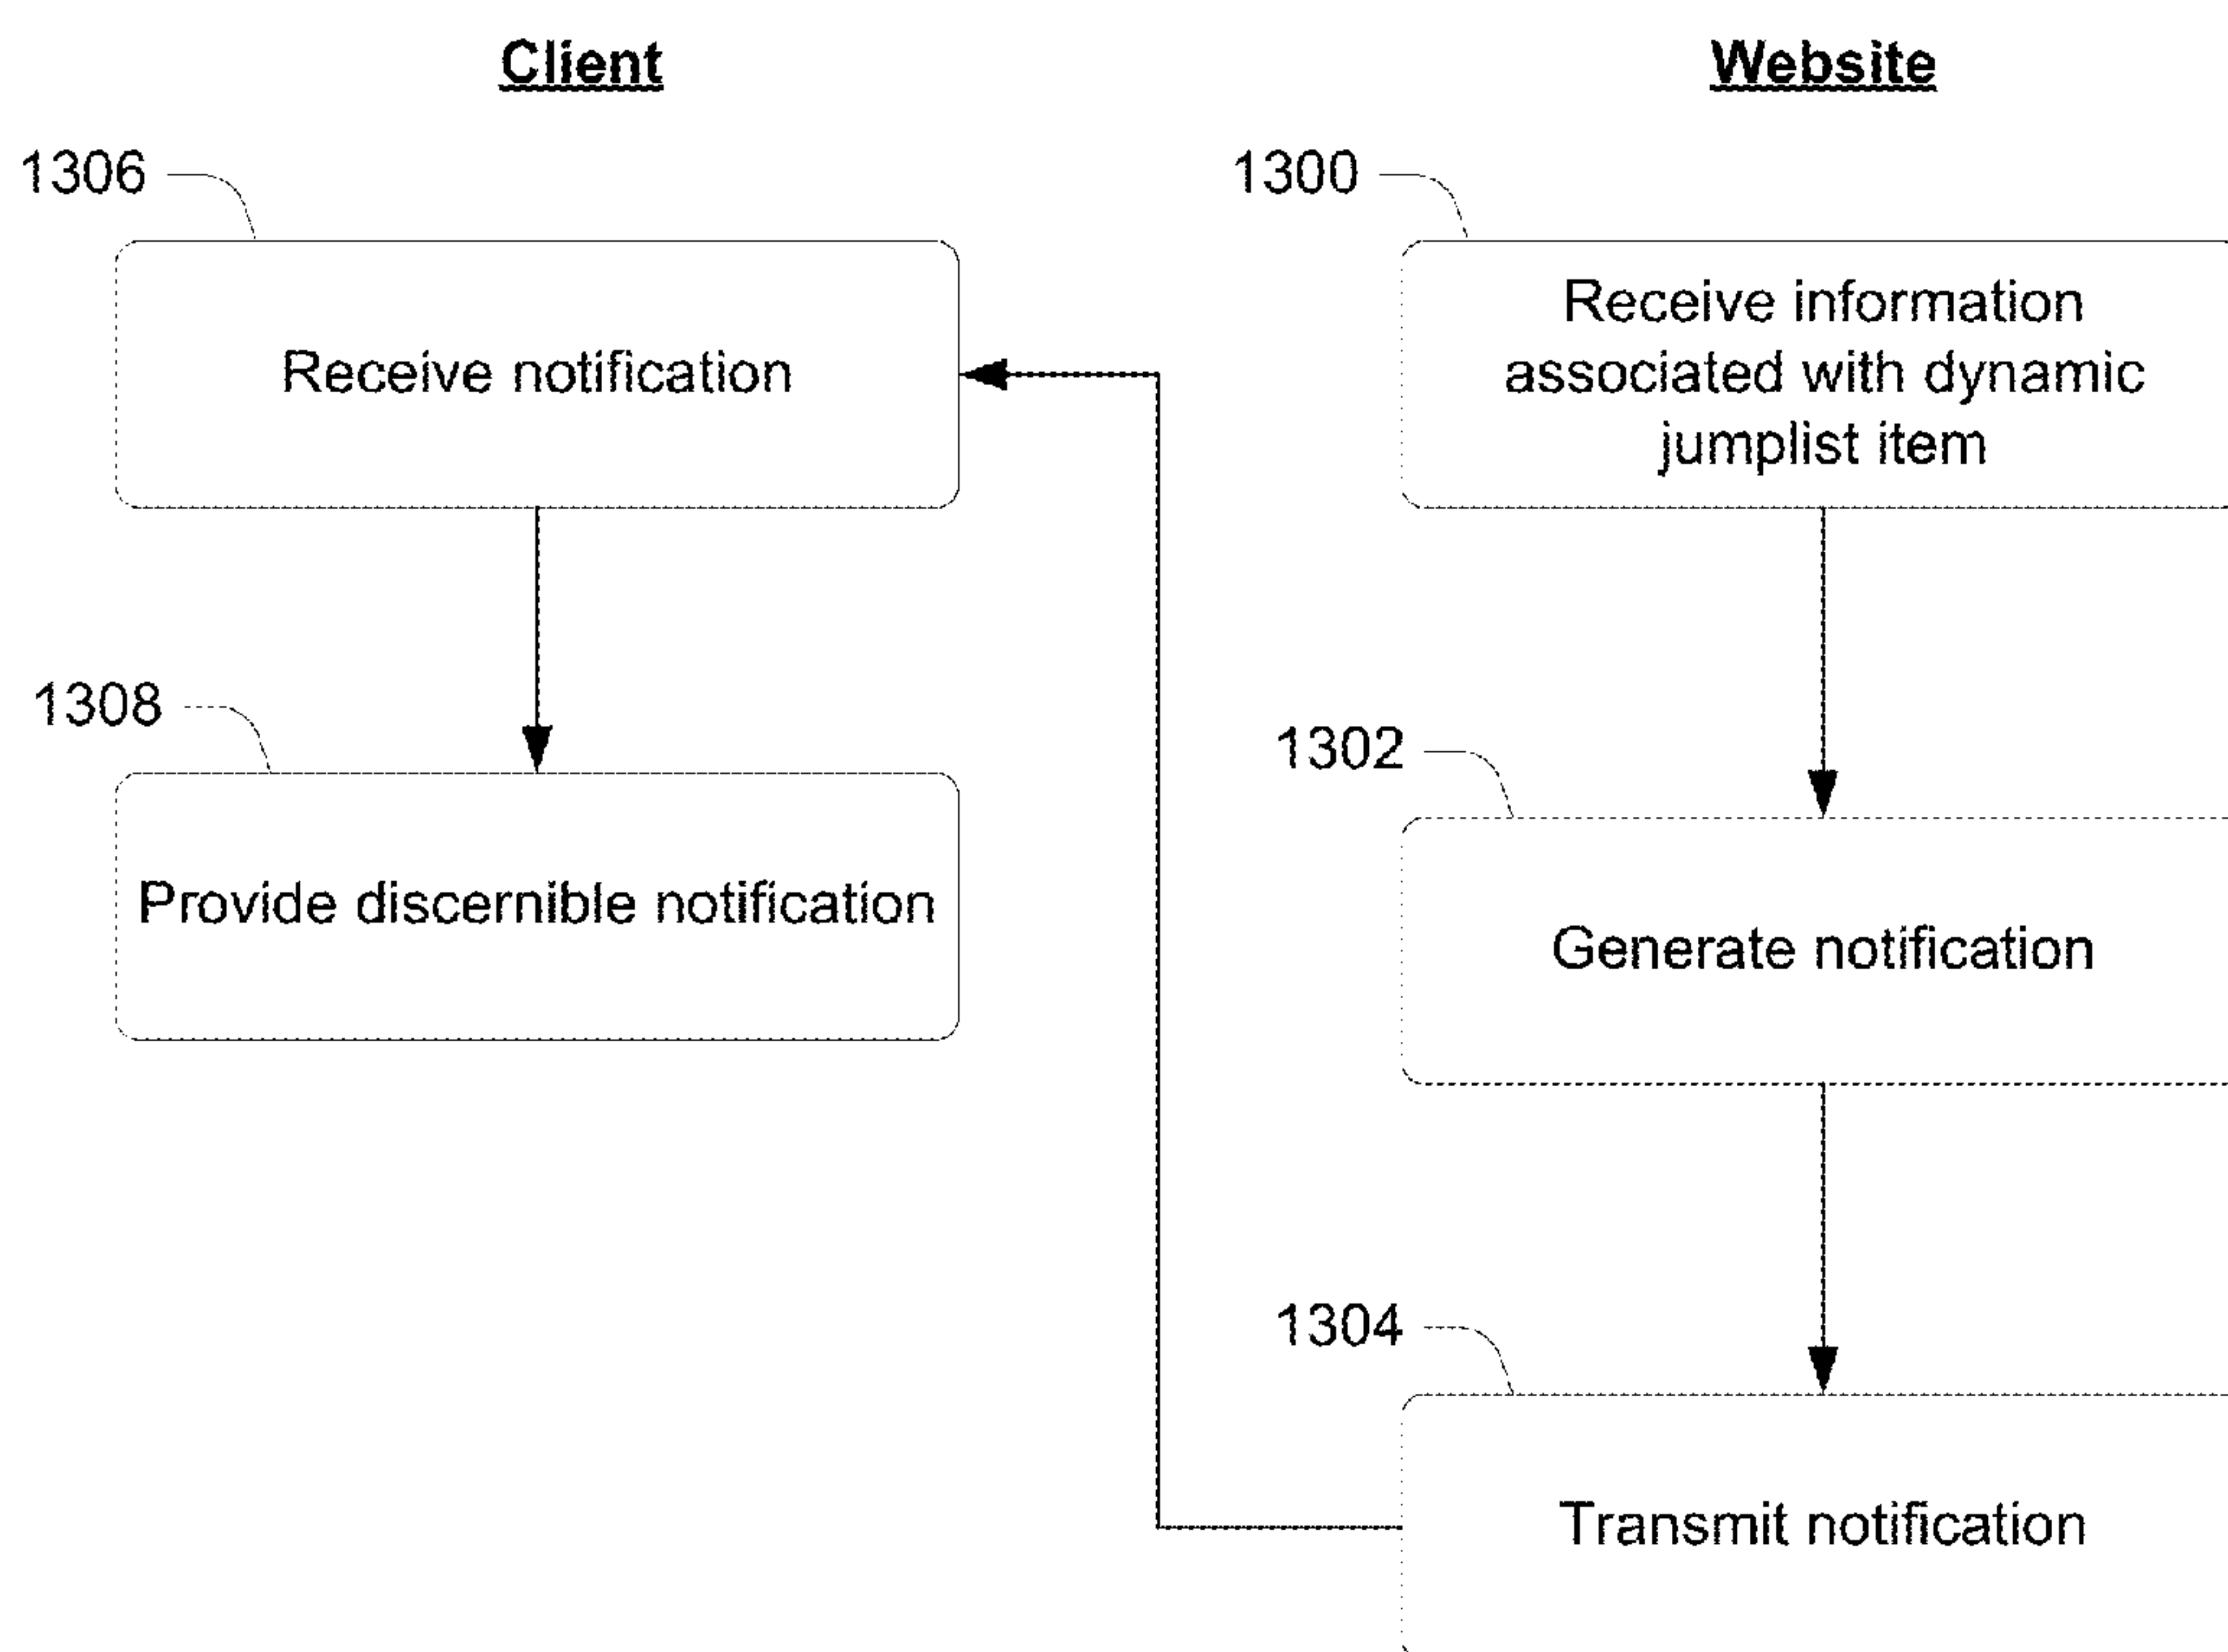 Client
Website
1306
1300
Receive notification
Receive information
associated with dynamic
jumplist item
1308
1302
Provide discernible notification
Generate notification
1304
Transmit notification